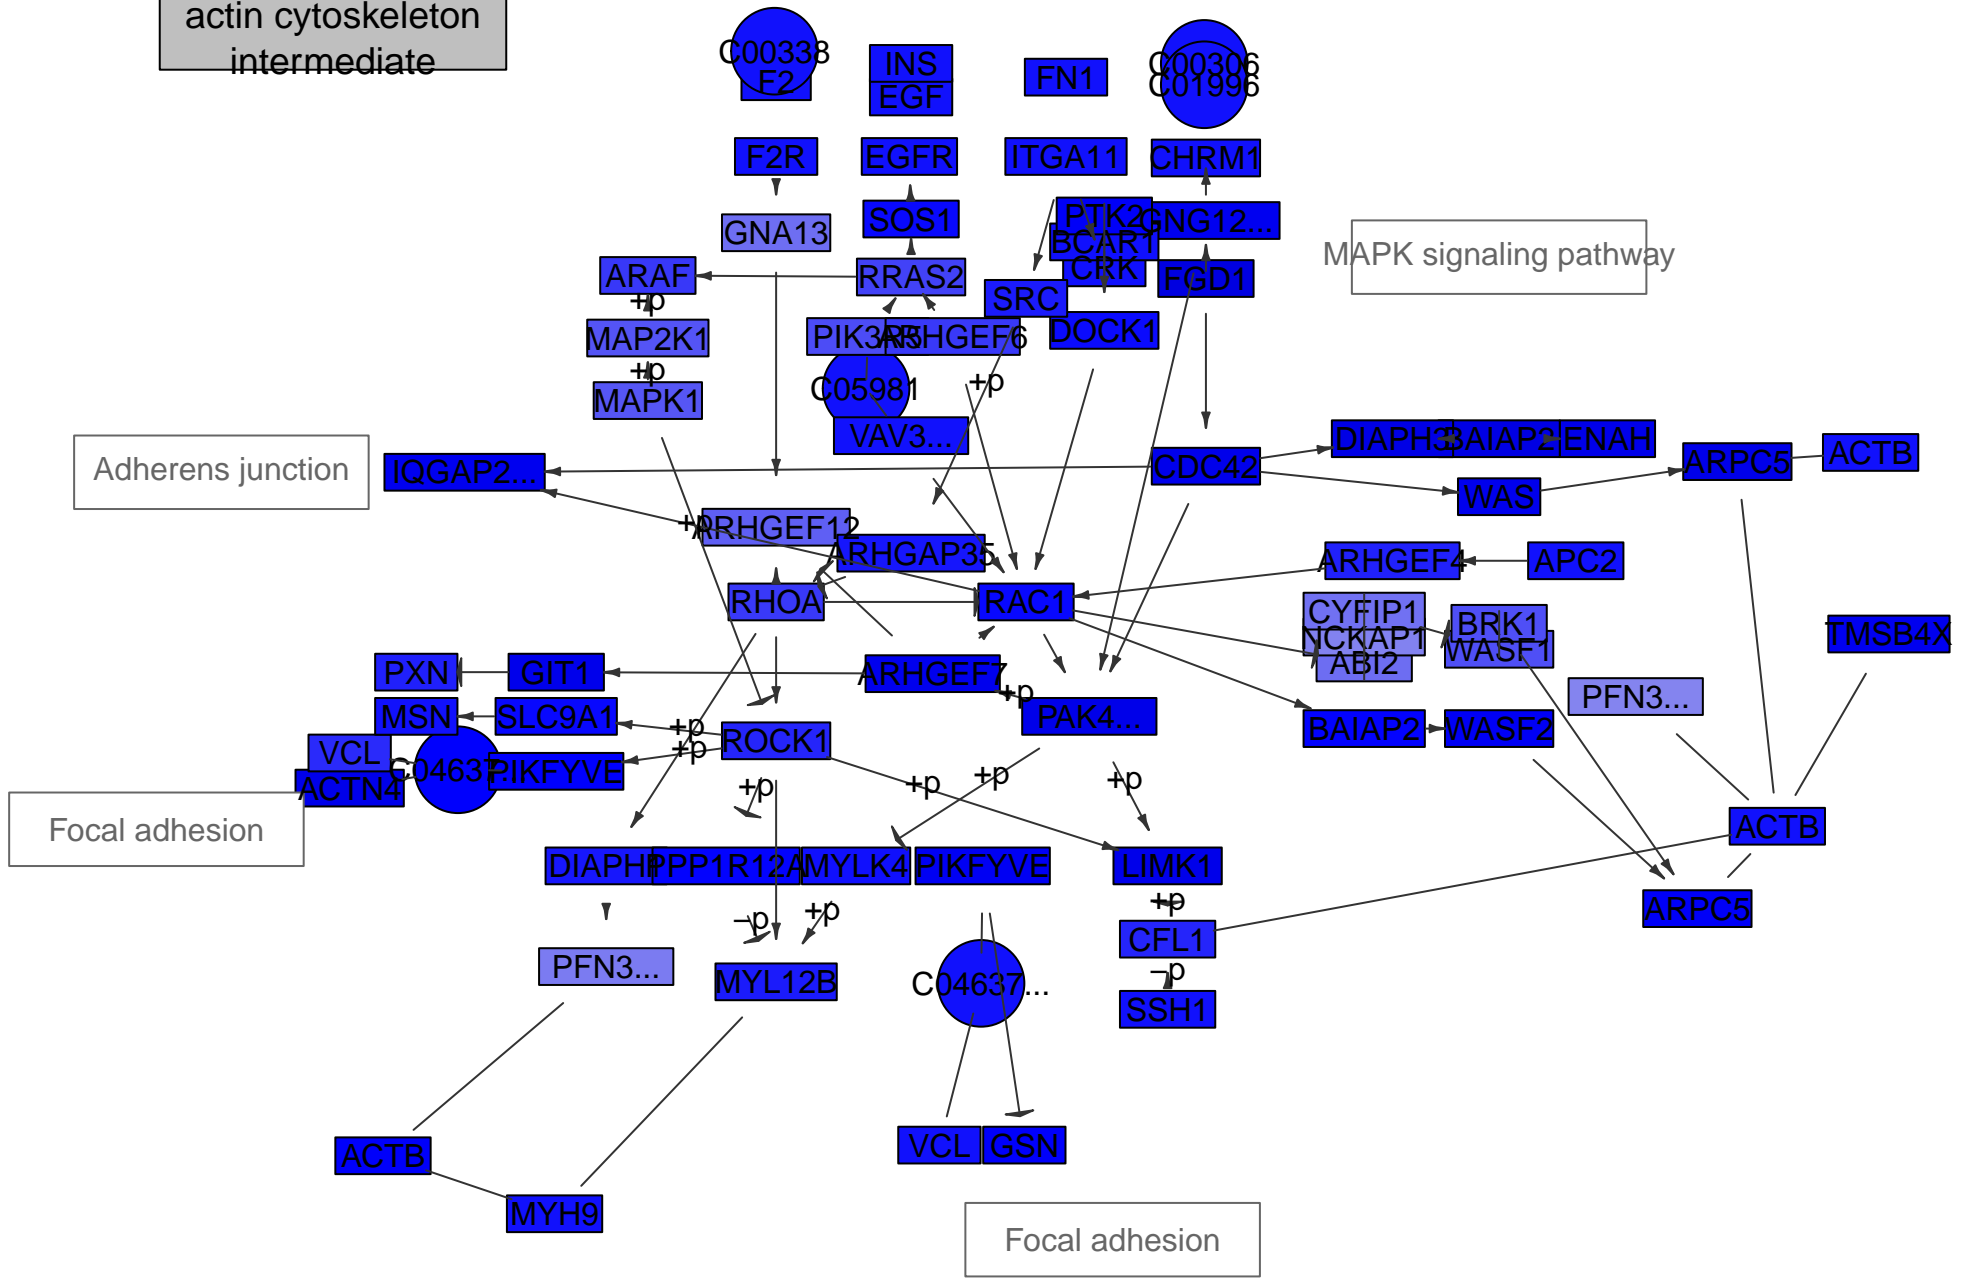 actin cytoskeleton
intermediate
C00338
F2
INS
EGF
FN1
C00306
C01996
F2R
EGFR
ITGA11
CHRM1
GNA13
SOS1
PTK2
GNG12...
BCAR1
CRK
MAPK signaling pathway
ARAF
RRAS2
SRC
FGD1
+p
MAP2K1
PIK3R5
ARHGEF6
DOCK1
+p
MAPK1
C05981
+p
VAV3...
DIAPH3
BAIAP2
ENAH
ARPC5
ACTB
Adherens junction
IQGAP2...
CDC42
WAS
+p
ARHGEF12
ARHGAP35
ARHGEF4
APC2
RHOA
RAC1
CYFIP1
NCKAP1
ABI2
BRK1
WASF1
TMSB4X
PXN
GIT1
ARHGEF7
+p
PFN3...
MSN
SLC9A1
+p
ROCK1
PAK4...
BAIAP2
WASF2
VCL
+p
ACTN4
C04637...
PIKFYVE
+p
+p
+p
+p
Focal adhesion
ACTB
DIAPH
PPP1R12A
MYLK4
PIKFYVE
LIMK1
−p
+p
+p
ARPC5
CFL1
PFN3...
MYL12B
C04637...
−p
SSH1
ACTB
VCL
GSN
MYH9
Focal adhesion